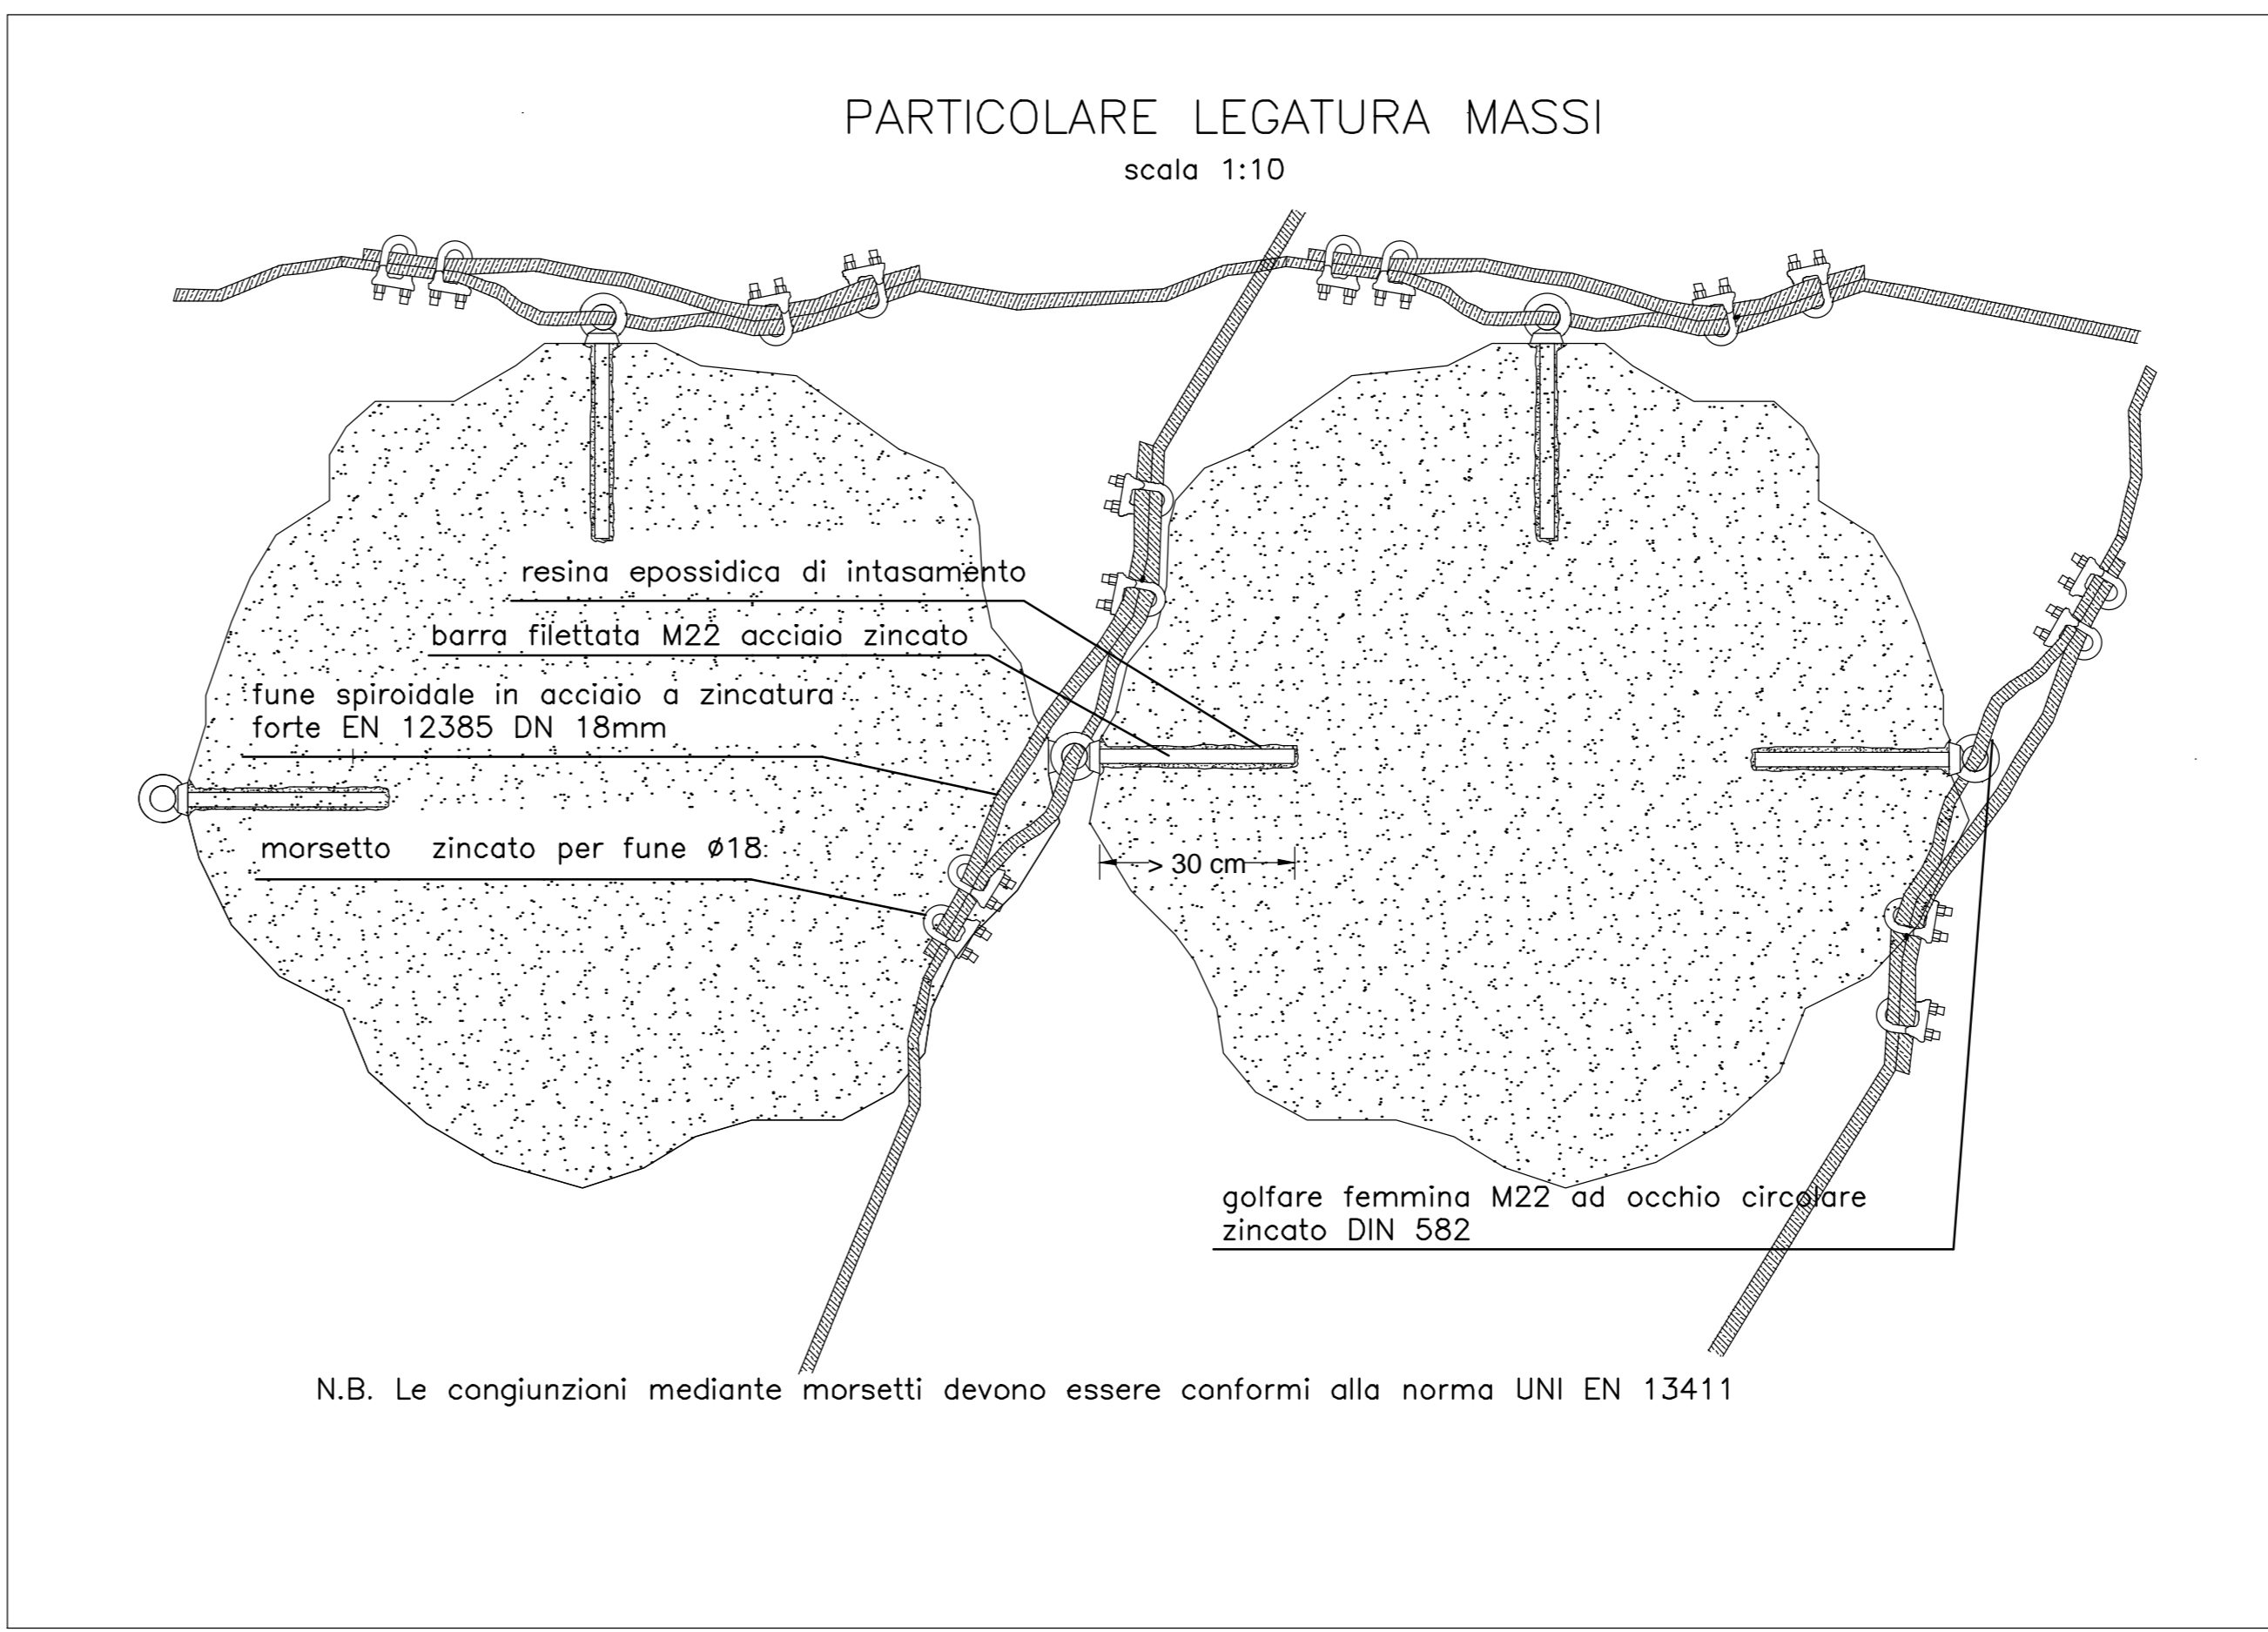 PARTICOLARE LEGATURA MASSI
scala 1:10
resina epossidica di intasamento
barra filettata M22 acciaio zincato
fune spiroidale in acciaio a zincatura
forte EN 12385 DN 18mm
morsetto zincato per fune Ø18
> 30 cm
golfare femmina M22 ad occhio circolare
zincato DIN 582
N.B. Le congiunzioni mediante morsetti devono essere conformi alla norma UNI EN 13411